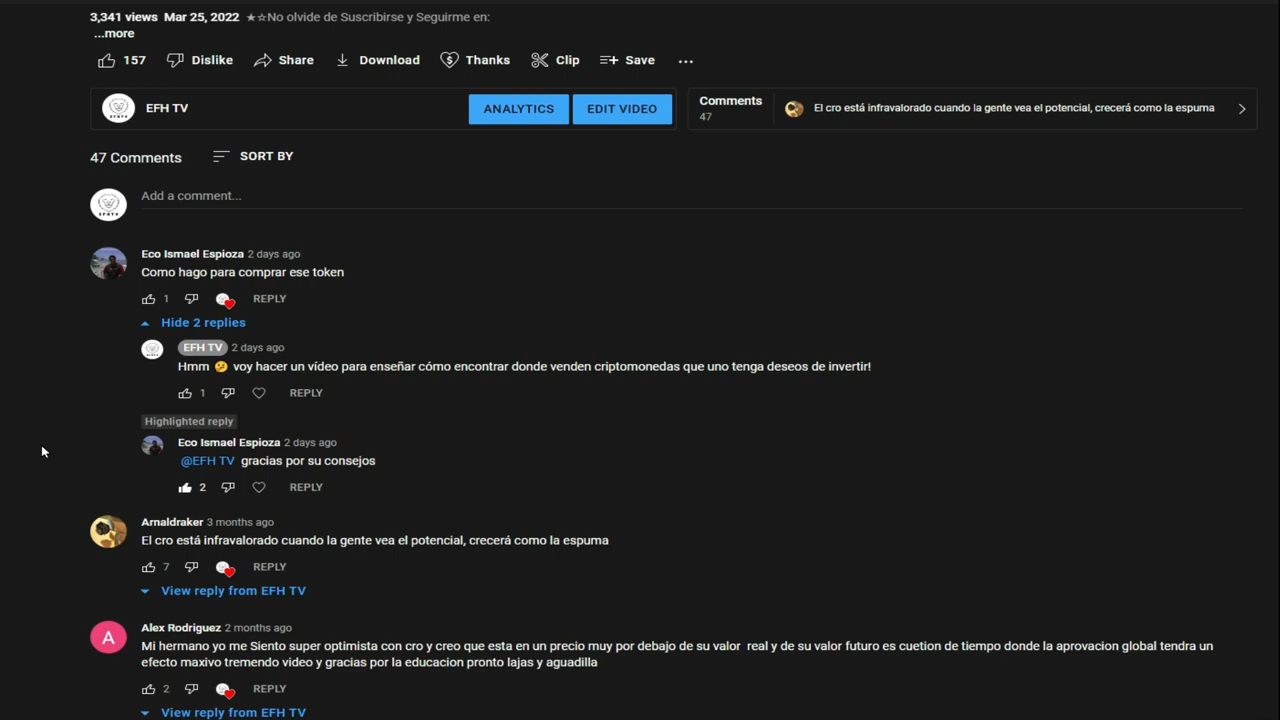 3,341 views Mar 25, 2022 ★☆No olvide de Suscribirse y Seguirme en:
...more
157 Dislike Share Download Thanks Clip Save ...
EFH TV ANALYTICS EDIT VIDEO
Comments
47
El cro está infravalorado cuando la gente vea el potencial, crecerá como la espuma
47 Comments SORT BY
Add a comment...
Eco Ismael Espioza 2 days ago
Como hago para comprar ese token
1 REPLY
Hide 2 replies
EFH TV 2 days ago
Hmm 🤔 voy hacer un vídeo para enseñar cómo encontrar donde venden criptomonedas que uno tenga deseos de invertir!
1 REPLY
Highlighted reply
Eco Ismael Espioza 2 days ago
@EFH TV gracias por su consejos
2 REPLY
Arnaldraker 3 months ago
El cro está infravalorado cuando la gente vea el potencial, crecerá como la espuma
7 REPLY
View reply from EFH TV
A
Alex Rodriguez 2 months ago
Mi hermano yo me Siento super optimista con cro y creo que esta en un precio muy por debajo de su valor real y de su valor futuro es cuetion de tiempo donde la aprovacion global tendra un
efecto maxivo tremendo video y gracias por la educacion pronto lajas y aguadilla
2 REPLY
View reply from EFH TV